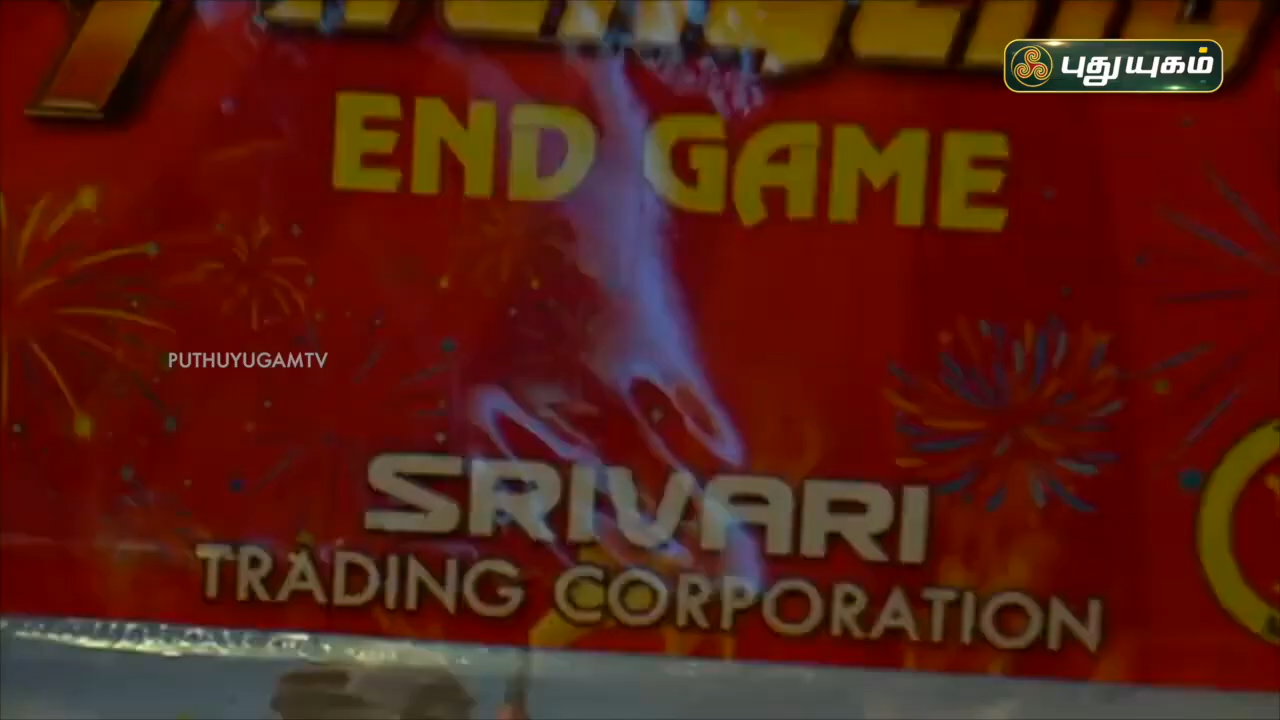 புதுயுகம்
END GAME
PUTHUYUGAMTV
SRIVARI
TRADING CORPORATION